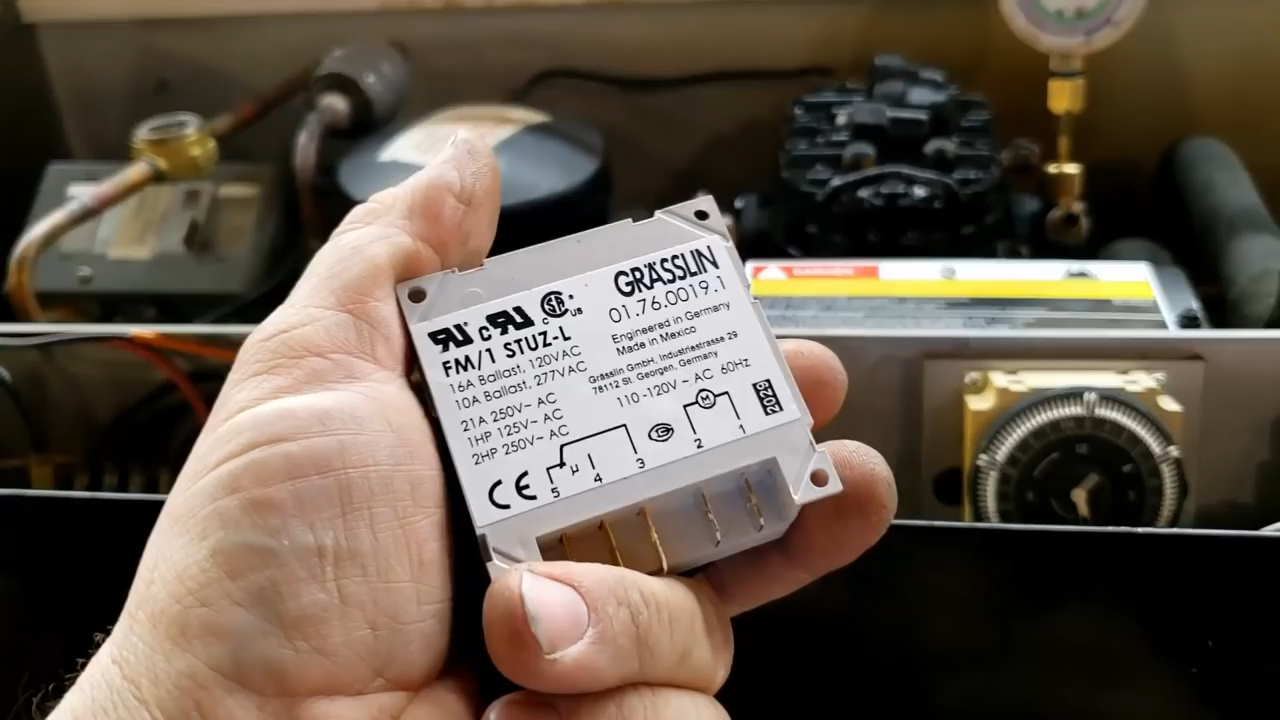 GRÄSSLIN
01.76.0019.1
Engineered in Germany
Made in Mexico
Grässlin GmbH, Industriestrasse 29
78112 St. Georgen, Germany
110-120V ~ AC 60Hz
C US
FM/1 STUZ-L
16A Ballast, 120VAC
10A Ballast, 277VAC
21A 250V~ AC
1HP 125V~ AC
2HP 250V~ AC
CE
5 µ 4 3
M
2 1
2029